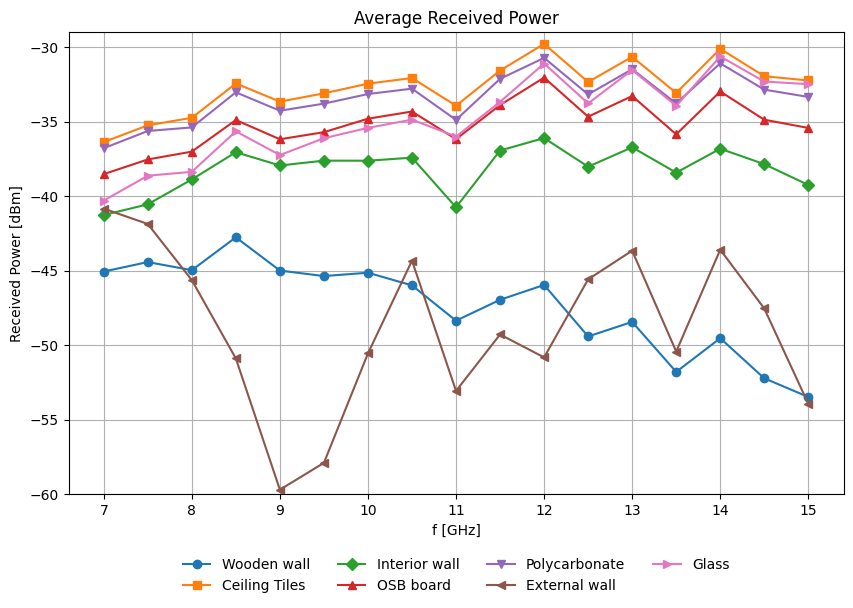 Average Received Power
Received Power [dBm]
−30
−35
−40
−45
−50
−55
−60
7 8 9 10 11 12 13 14 15
f [GHz]
Wooden wall Interior wall Polycarbonate Glass
Ceiling Tiles OSB board External wall